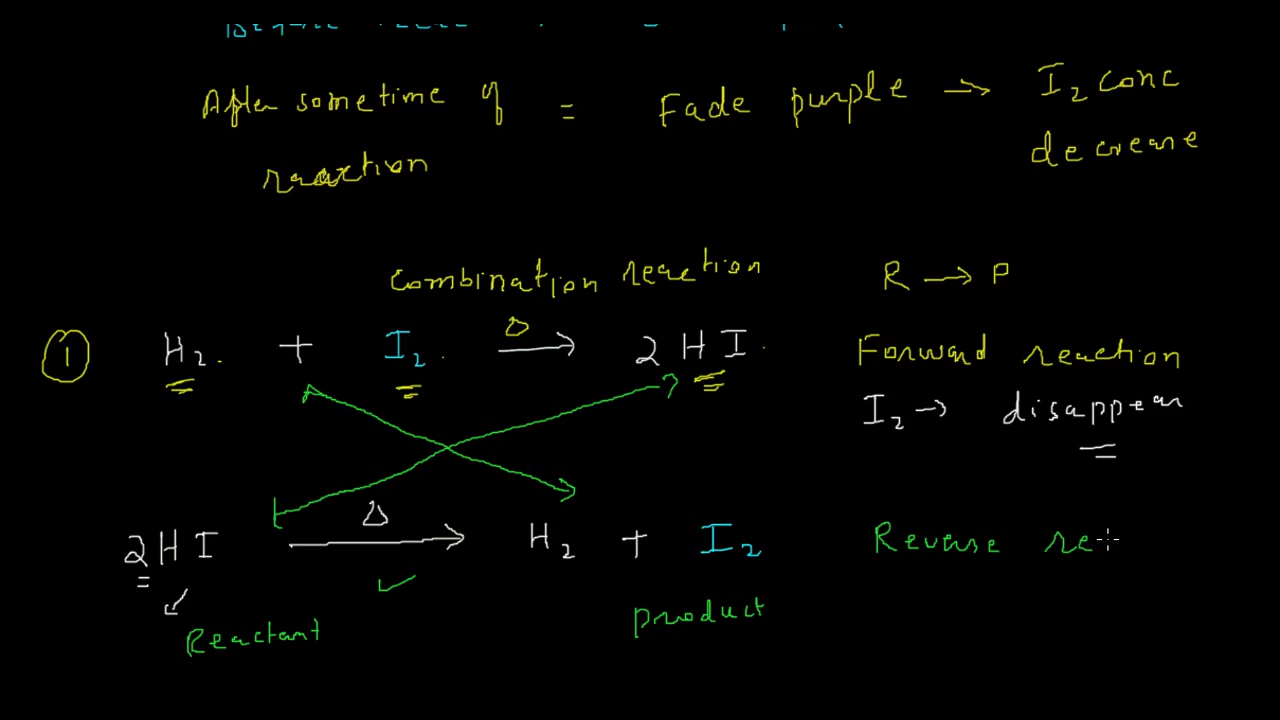 After sometime of = Fade purple → I₂ conc
reaction decrease
Combination reaction R → P
① H₂. + I₂. Δ→ 2HI. Forward reaction
I₂ → disappear
2HI Δ→ H₂ + I₂ Reverse re
Reactant product